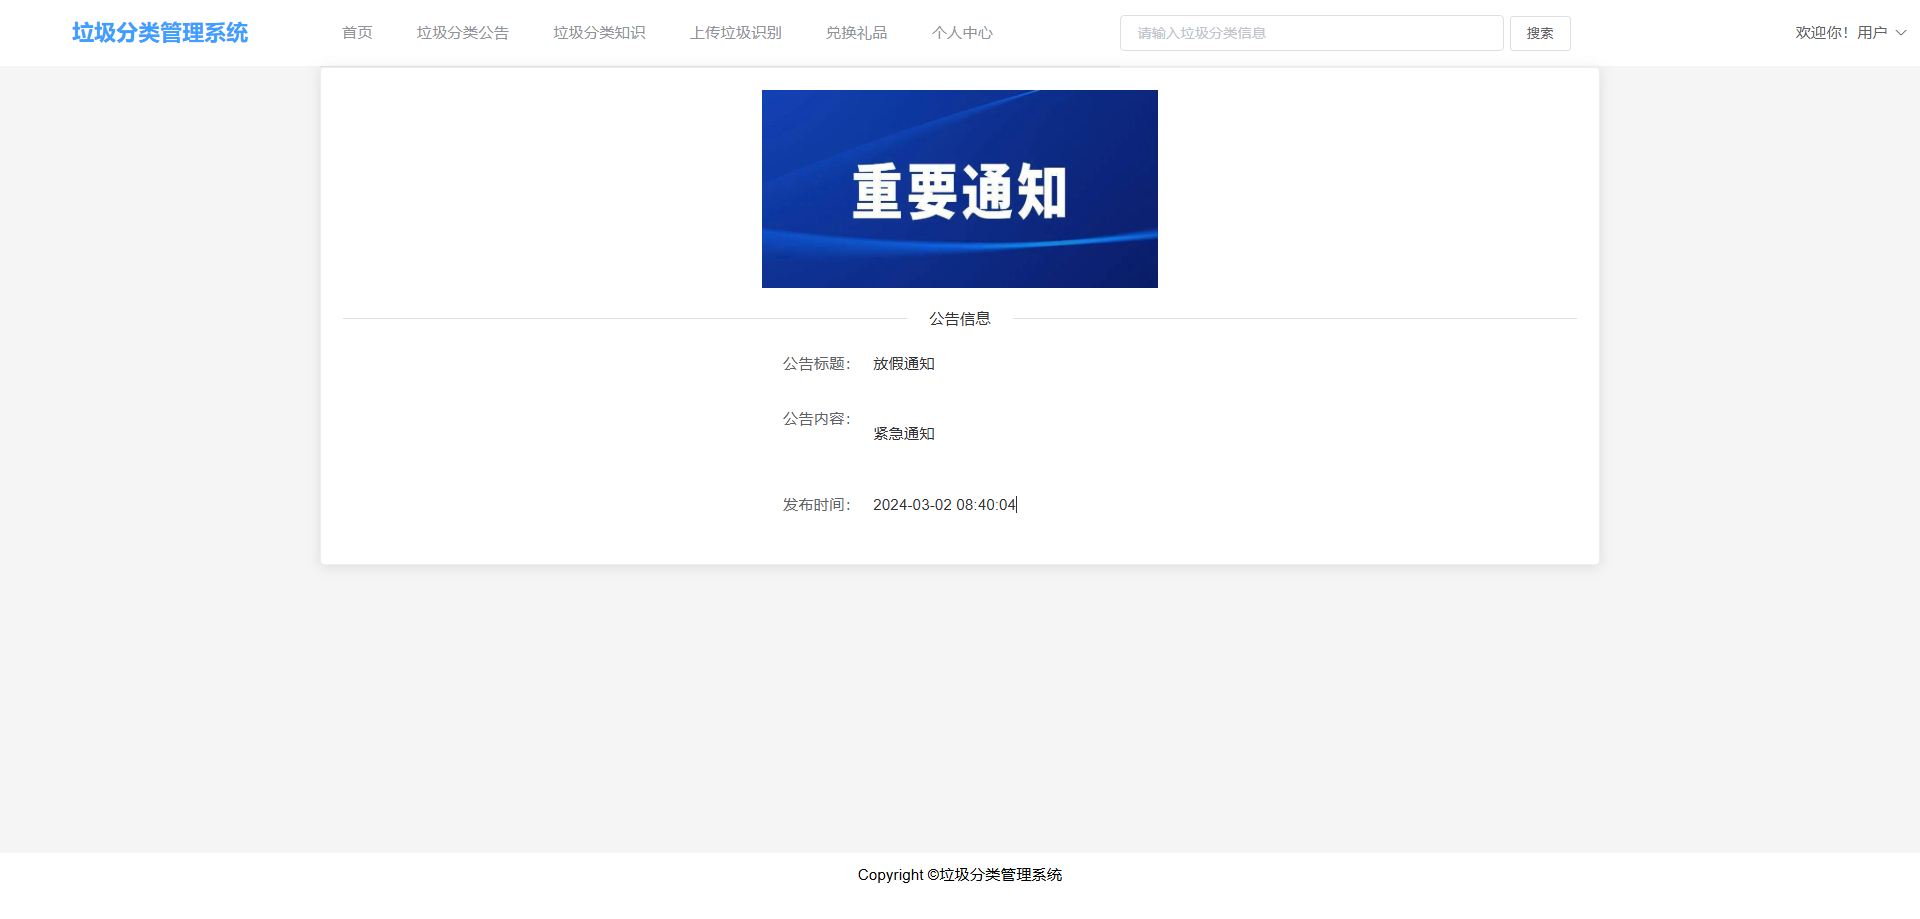 垃圾分类管理系统
首页 垃圾分类公告 垃圾分类知识 上传垃圾识别 兑换礼品 个人中心
请输入垃圾分类信息 搜索
欢迎你！用户
重要通知
公告信息
公告标题： 放假通知
公告内容：
紧急通知
发布时间： 2024-03-02 08:40:04
Copyright ©垃圾分类管理系统